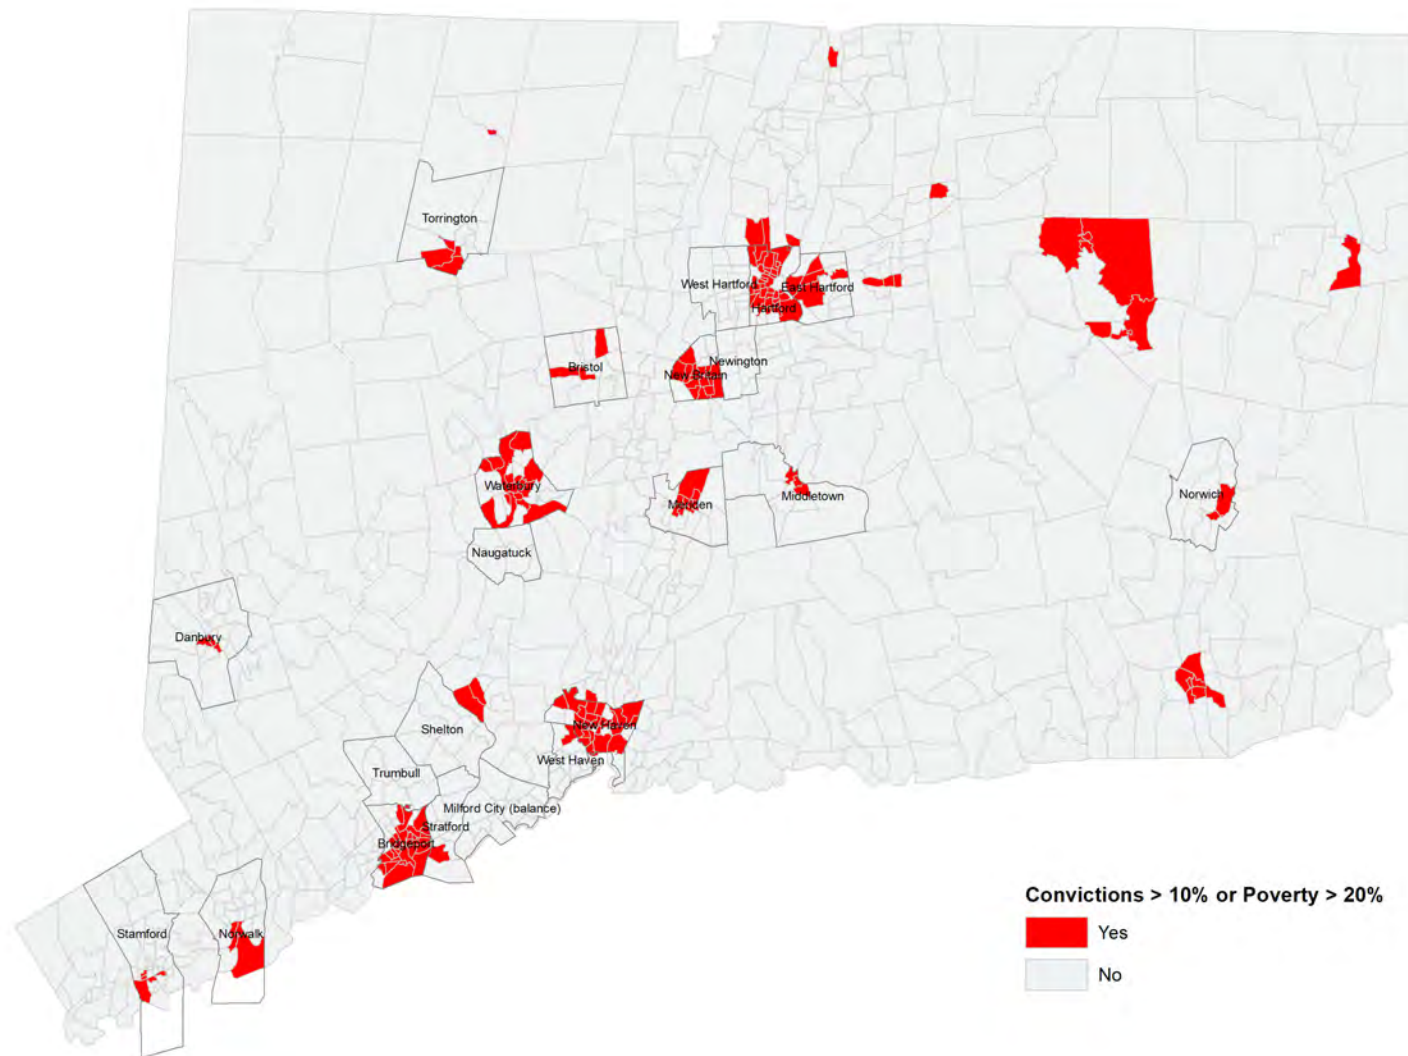 Torrington
West Hartford
East Hartford
Hartford
Bristol
Newington
New Britain
Waterbury
Meriden
Middletown
Norwich
Naugatuck
Danbury
Shelton
New Haven
West Haven
Trumbull
Milford City (balance)
Stratford
Bridgeport
Stamford
Norwalk
Convictions > 10% or Poverty > 20%
Yes
No